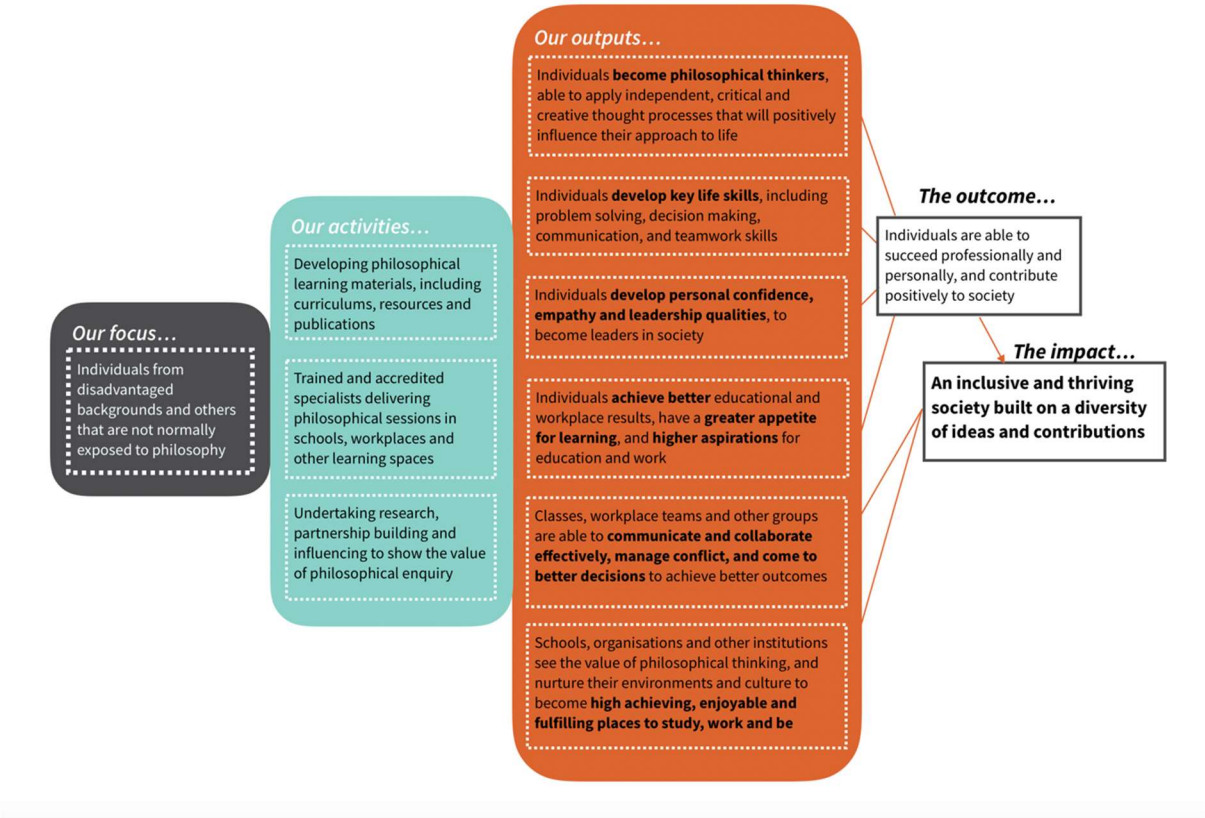 Our focus...
Individuals from
disadvantaged
backgrounds and others
that are not normally
exposed to philosophy
Our activities...
Developing philosophical
learning materials, including
curriculums, resources and
publications
Trained and accredited
specialists delivering
philosophical sessions in
schools, workplaces and
other learning spaces
Undertaking research,
partnership building and
influencing to show the value
of philosophical enquiry
Our outputs...
Individuals become philosophical thinkers,
able to apply independent, critical and
creative thought processes that will positively
influence their approach to life
Individuals develop key life skills, including
problem solving, decision making,
communication, and teamwork skills
Individuals develop personal confidence,
empathy and leadership qualities, to
become leaders in society
Individuals achieve better educational and
workplace results, have a greater appetite
for learning, and higher aspirations for
education and work
Classes, workplace teams and other groups
are able to communicate and collaborate
effectively, manage conflict, and come to
better decisions to achieve better outcomes
Schools, organisations and other institutions
see the value of philosophical thinking, and
nurture their environments and culture to
become high achieving, enjoyable and
fulfilling places to study, work and be
The outcome...
Individuals are able to
succeed professionally and
personally, and contribute
positively to society
The impact...
An inclusive and thriving
society built on a diversity
of ideas and contributions